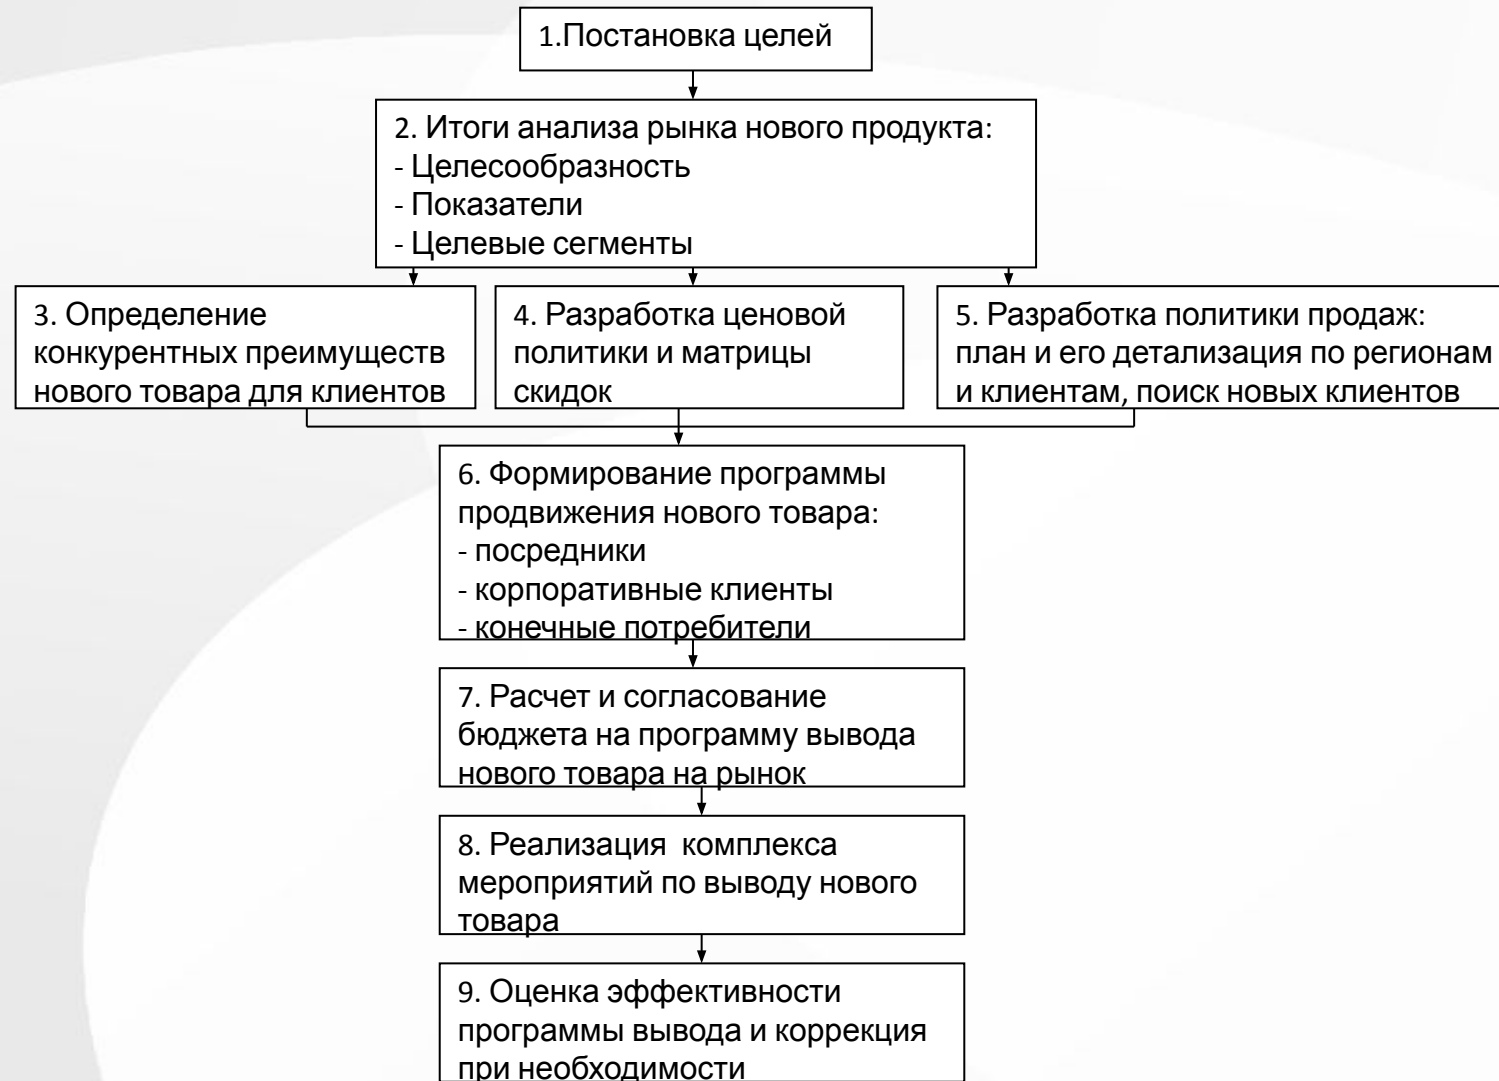 1.Постановка целей
2. Итоги анализа рынка нового продукта:
- Целесообразность
- Показатели
- Целевые сегменты
3. Определение
конкурентных преимуществ
нового товара для клиентов
4. Разработка ценовой
политики и матрицы
скидок
5. Разработка политики продаж:
план и его детализация по регионам
и клиентам, поиск новых клиентов
6. Формирование программы
продвижения нового товара:
- посредники
- корпоративные клиенты
- конечные потребители
7. Расчет и согласование
бюджета на программу вывода
нового товара на рынок
8. Реализация  комплекса
мероприятий по выводу нового
товара
9. Оценка эффективности
программы вывода и коррекция
при необходимости